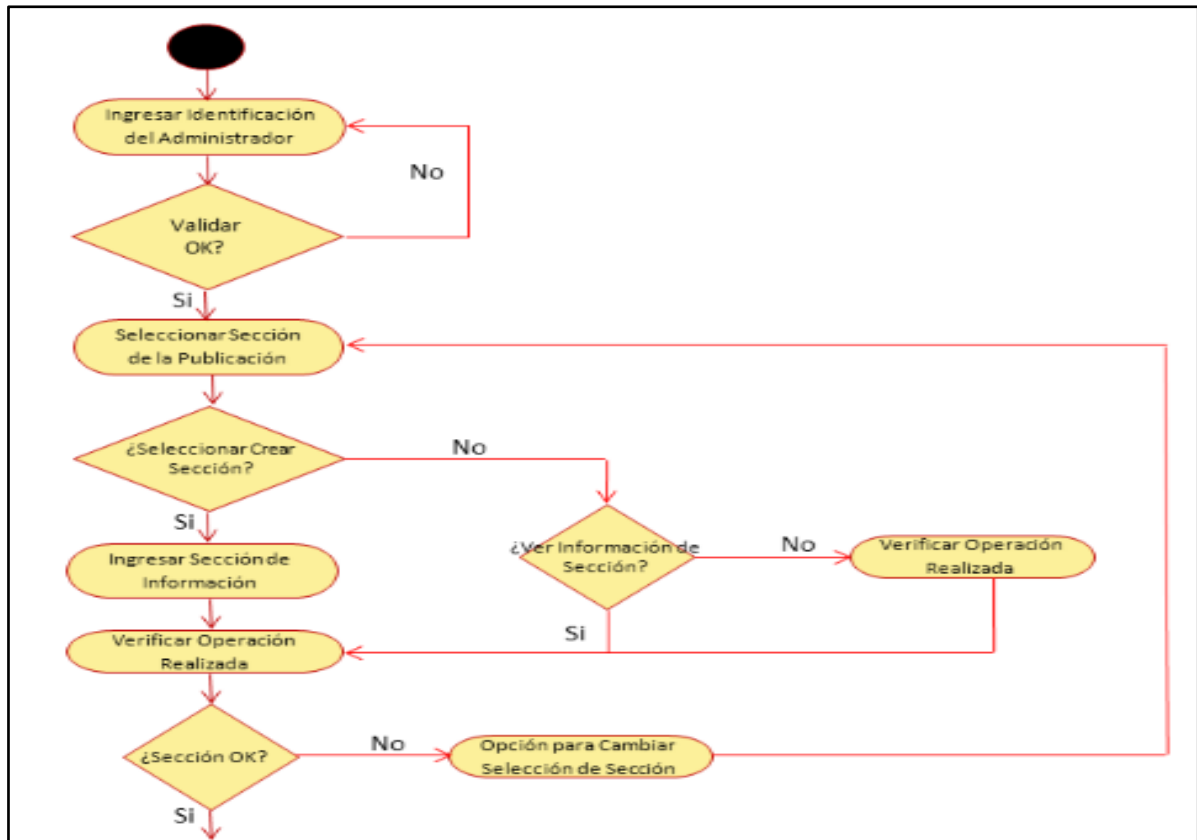 Ingresar Identificación
del Administrador
No
Validar
OK?
Si
Seleccionar Sección
de la Publicación
¿Seleccionar Crear
Sección?
No
Si
¿Ver Información de
Sección?
No
Verificar Operación
Realizada
Ingresar Sección de
Información
Si
Verificar Operación
Realizada
¿Sección OK?
No
Opción para Cambiar
Selección de Sección
Si